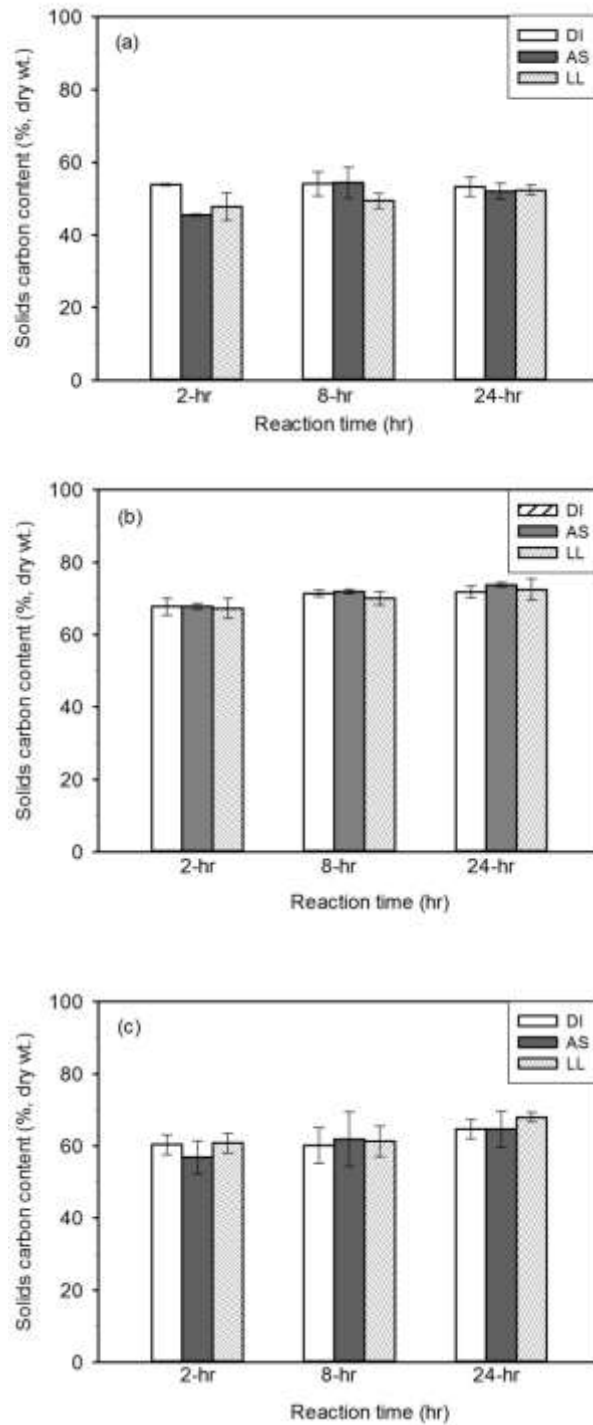 (a)
DI
AS
LL
Solids carbon content (%, dry wt.)
100
80
60
40
20
0
2-hr 8-hr 24-hr
Reaction time (hr)
(b)
DI
AS
LL
Solids carbon content (%, dry wt.)
100
80
60
40
20
0
2-hr 8-hr 24-hr
Reaction time (hr)
(c)
DI
AS
LL
Solids carbon content (%, dry wt.)
100
80
60
40
20
0
2-hr 8-hr 24-hr
Reaction time (hr)